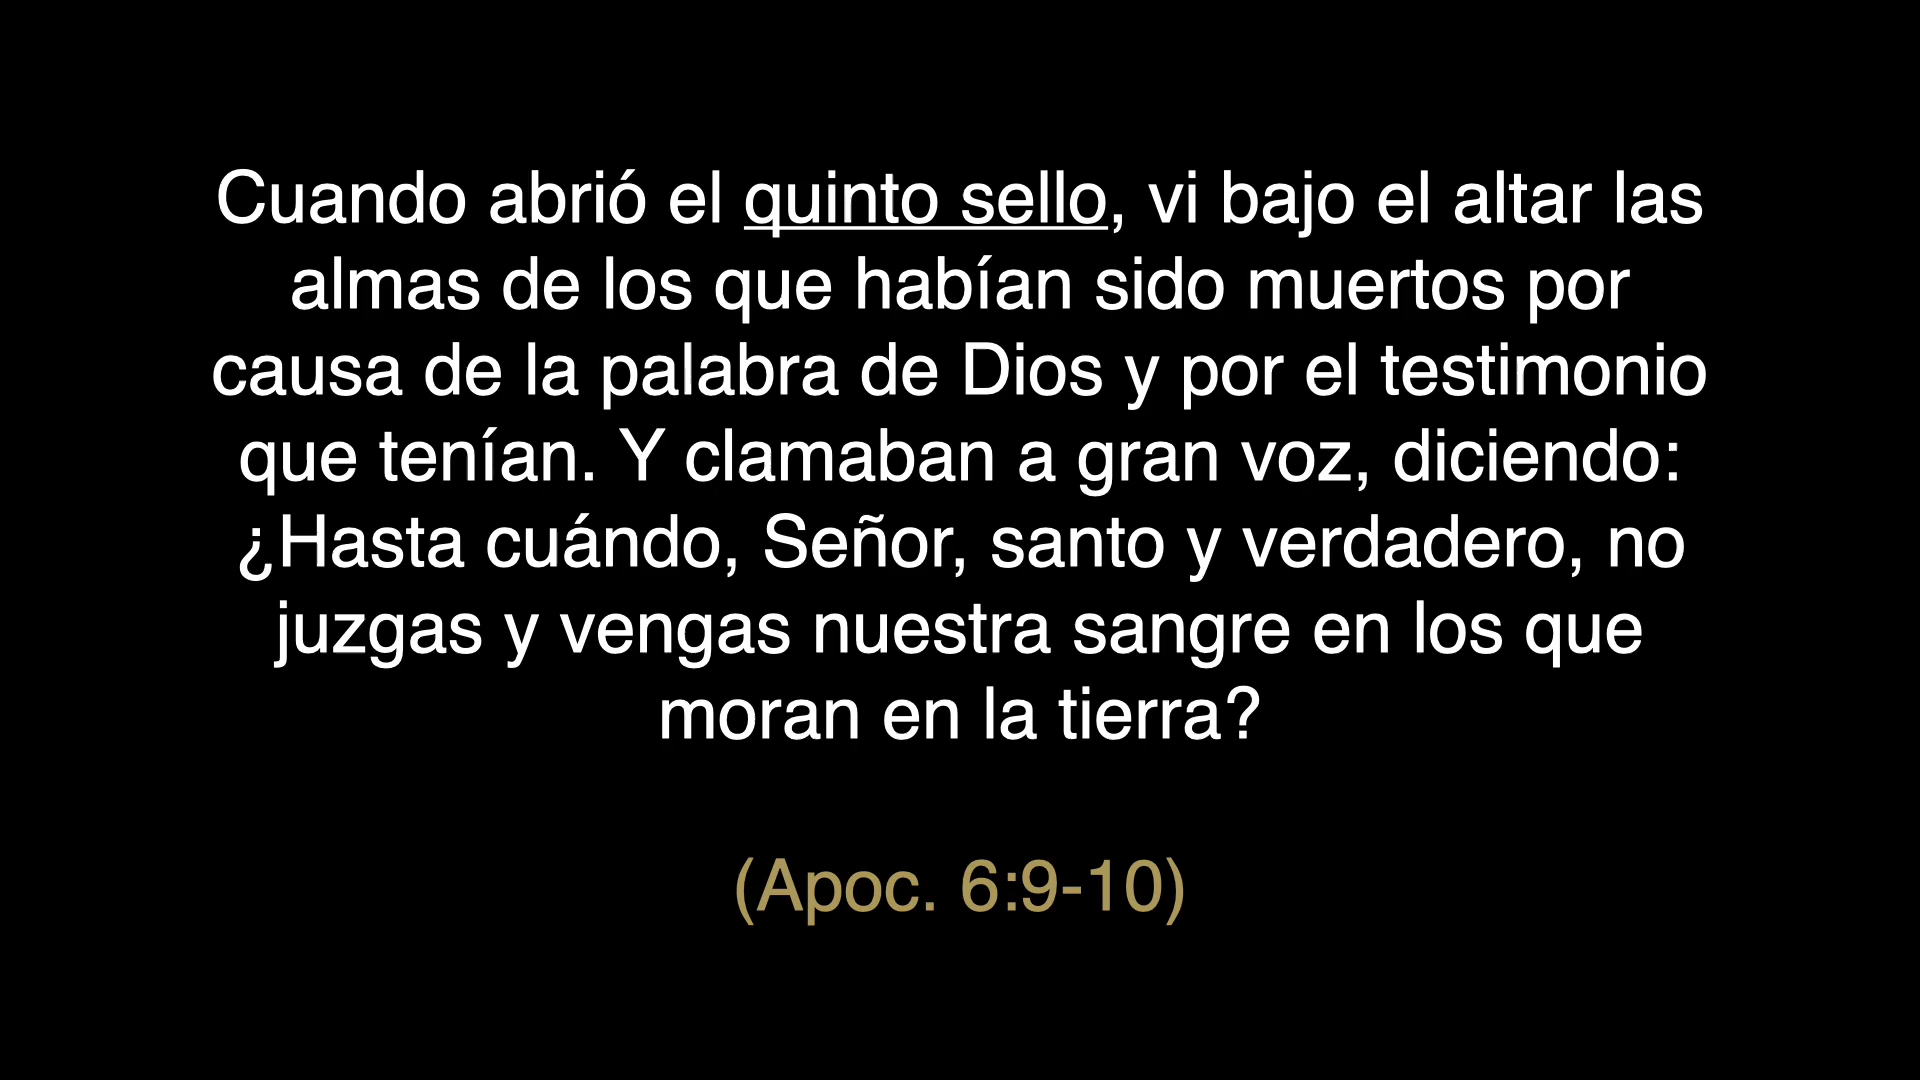 Cuando abrió el quinto sello, vi bajo el altar las
almas de los que habían sido muertos por
causa de la palabra de Dios y por el testimonio
que tenían. Y clamaban a gran voz, diciendo:
¿Hasta cuándo, Señor, santo y verdadero, no
juzgas y vengas nuestra sangre en los que
moran en la tierra?
(Apoc. 6:9-10)